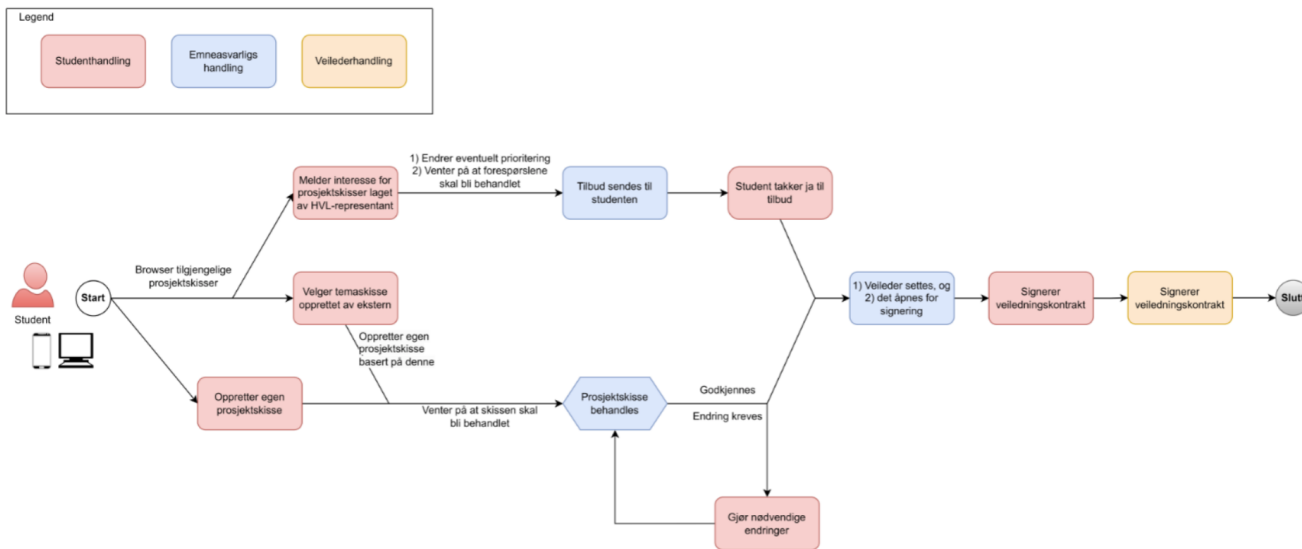 Legend
Studenthandling
Emneasvarligs
handling
Veilederhandling
Melder interesse for
prosjektskisser laget
av HVL-representant
1) Endrer eventuelt prioritering
2) Venter på at forespørslene
skal bli behandlet
Tilbud sendes til
studenten
Student takker ja til
tilbud
Browser tilgjengelige
prosjektskisser
Student
Start
Velger temaskisse
opprettet av ekstern
Oppretter egen
prosjektskisse
basert på denne
Oppretter egen
prosjektskisse
Venter på at skissen skal
bli behandlet
Prosjektskisse
behandles
Godkjennes
Endring kreves
Gjør nødvendige
endringer
1) Veileder settes, og
2) det åpnes for
signering
Signerer
veiledningskontrakt
Signerer
veiledningskontrakt
Slutt